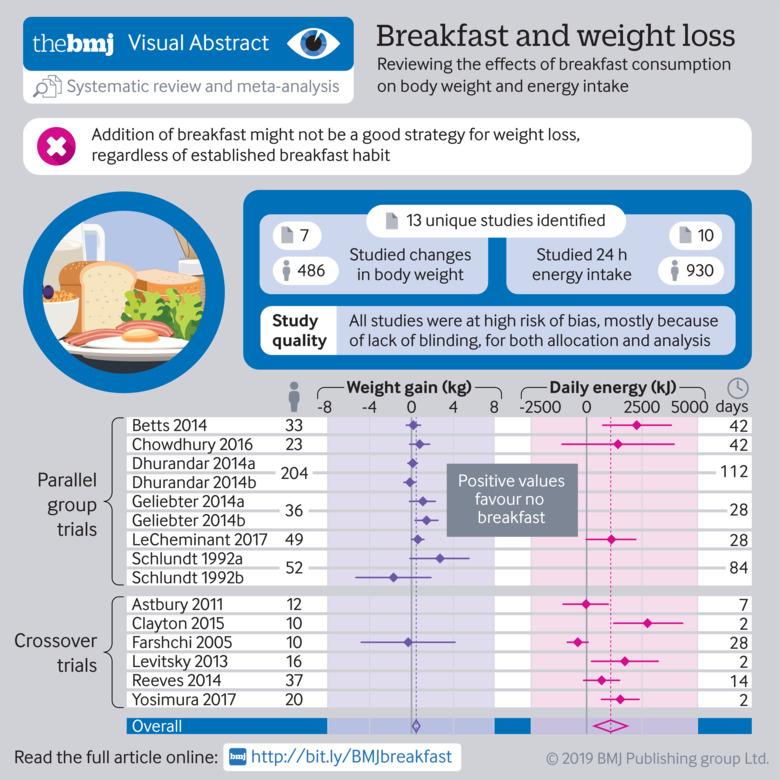 thebmj Visual Abstract
Systematic review and meta-analysis
Breakfast and weight loss
Reviewing the effects of breakfast consumption
on body weight and energy intake
Addition of breakfast might not be a good strategy for weight loss,
regardless of established breakfast habit
13 unique studies identified
7
486
Studied changes
in body weight
Studied 24 h
energy intake
10
930
Study
quality
All studies were at high risk of bias, mostly because
of lack of blinding, for both allocation and analysis
Weight gain (kg)
Daily energy (kJ)
-8 -4 0 4 8
-2500 0 2500 5000 days
Parallel
group
trials
Betts 2014 33 42
Chowdhury 2016 23 42
Dhurandar 2014a
204 112
Dhurandar 2014b
Geliebter 2014a
36 28
Geliebter 2014b
LeCheminant 2017 49 28
Schlundt 1992a
52 84
Schlundt 1992b
Positive values
favour no
breakfast
Crossover
trials
Astbury 2011 12 7
Clayton 2015 10 2
Farshchi 2005 10 28
Levitsky 2013 16 2
Reeves 2014 37 14
Yosimura 2017 20 2
Overall
Read the full article online: bmj http://bit.ly/BMJbreakfast
© 2019 BMJ Publishing group Ltd.